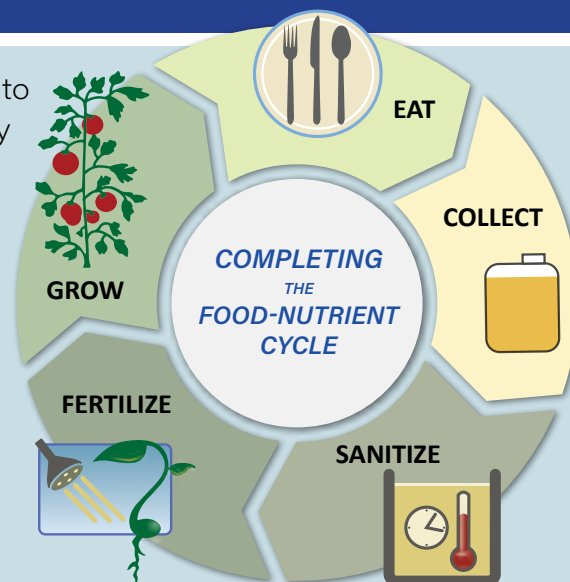 to
y
EAT
COLLECT
SANITIZE
FERTILIZE
GROW
COMPLETING
THE
FOOD-NUTRIENT
CYCLE